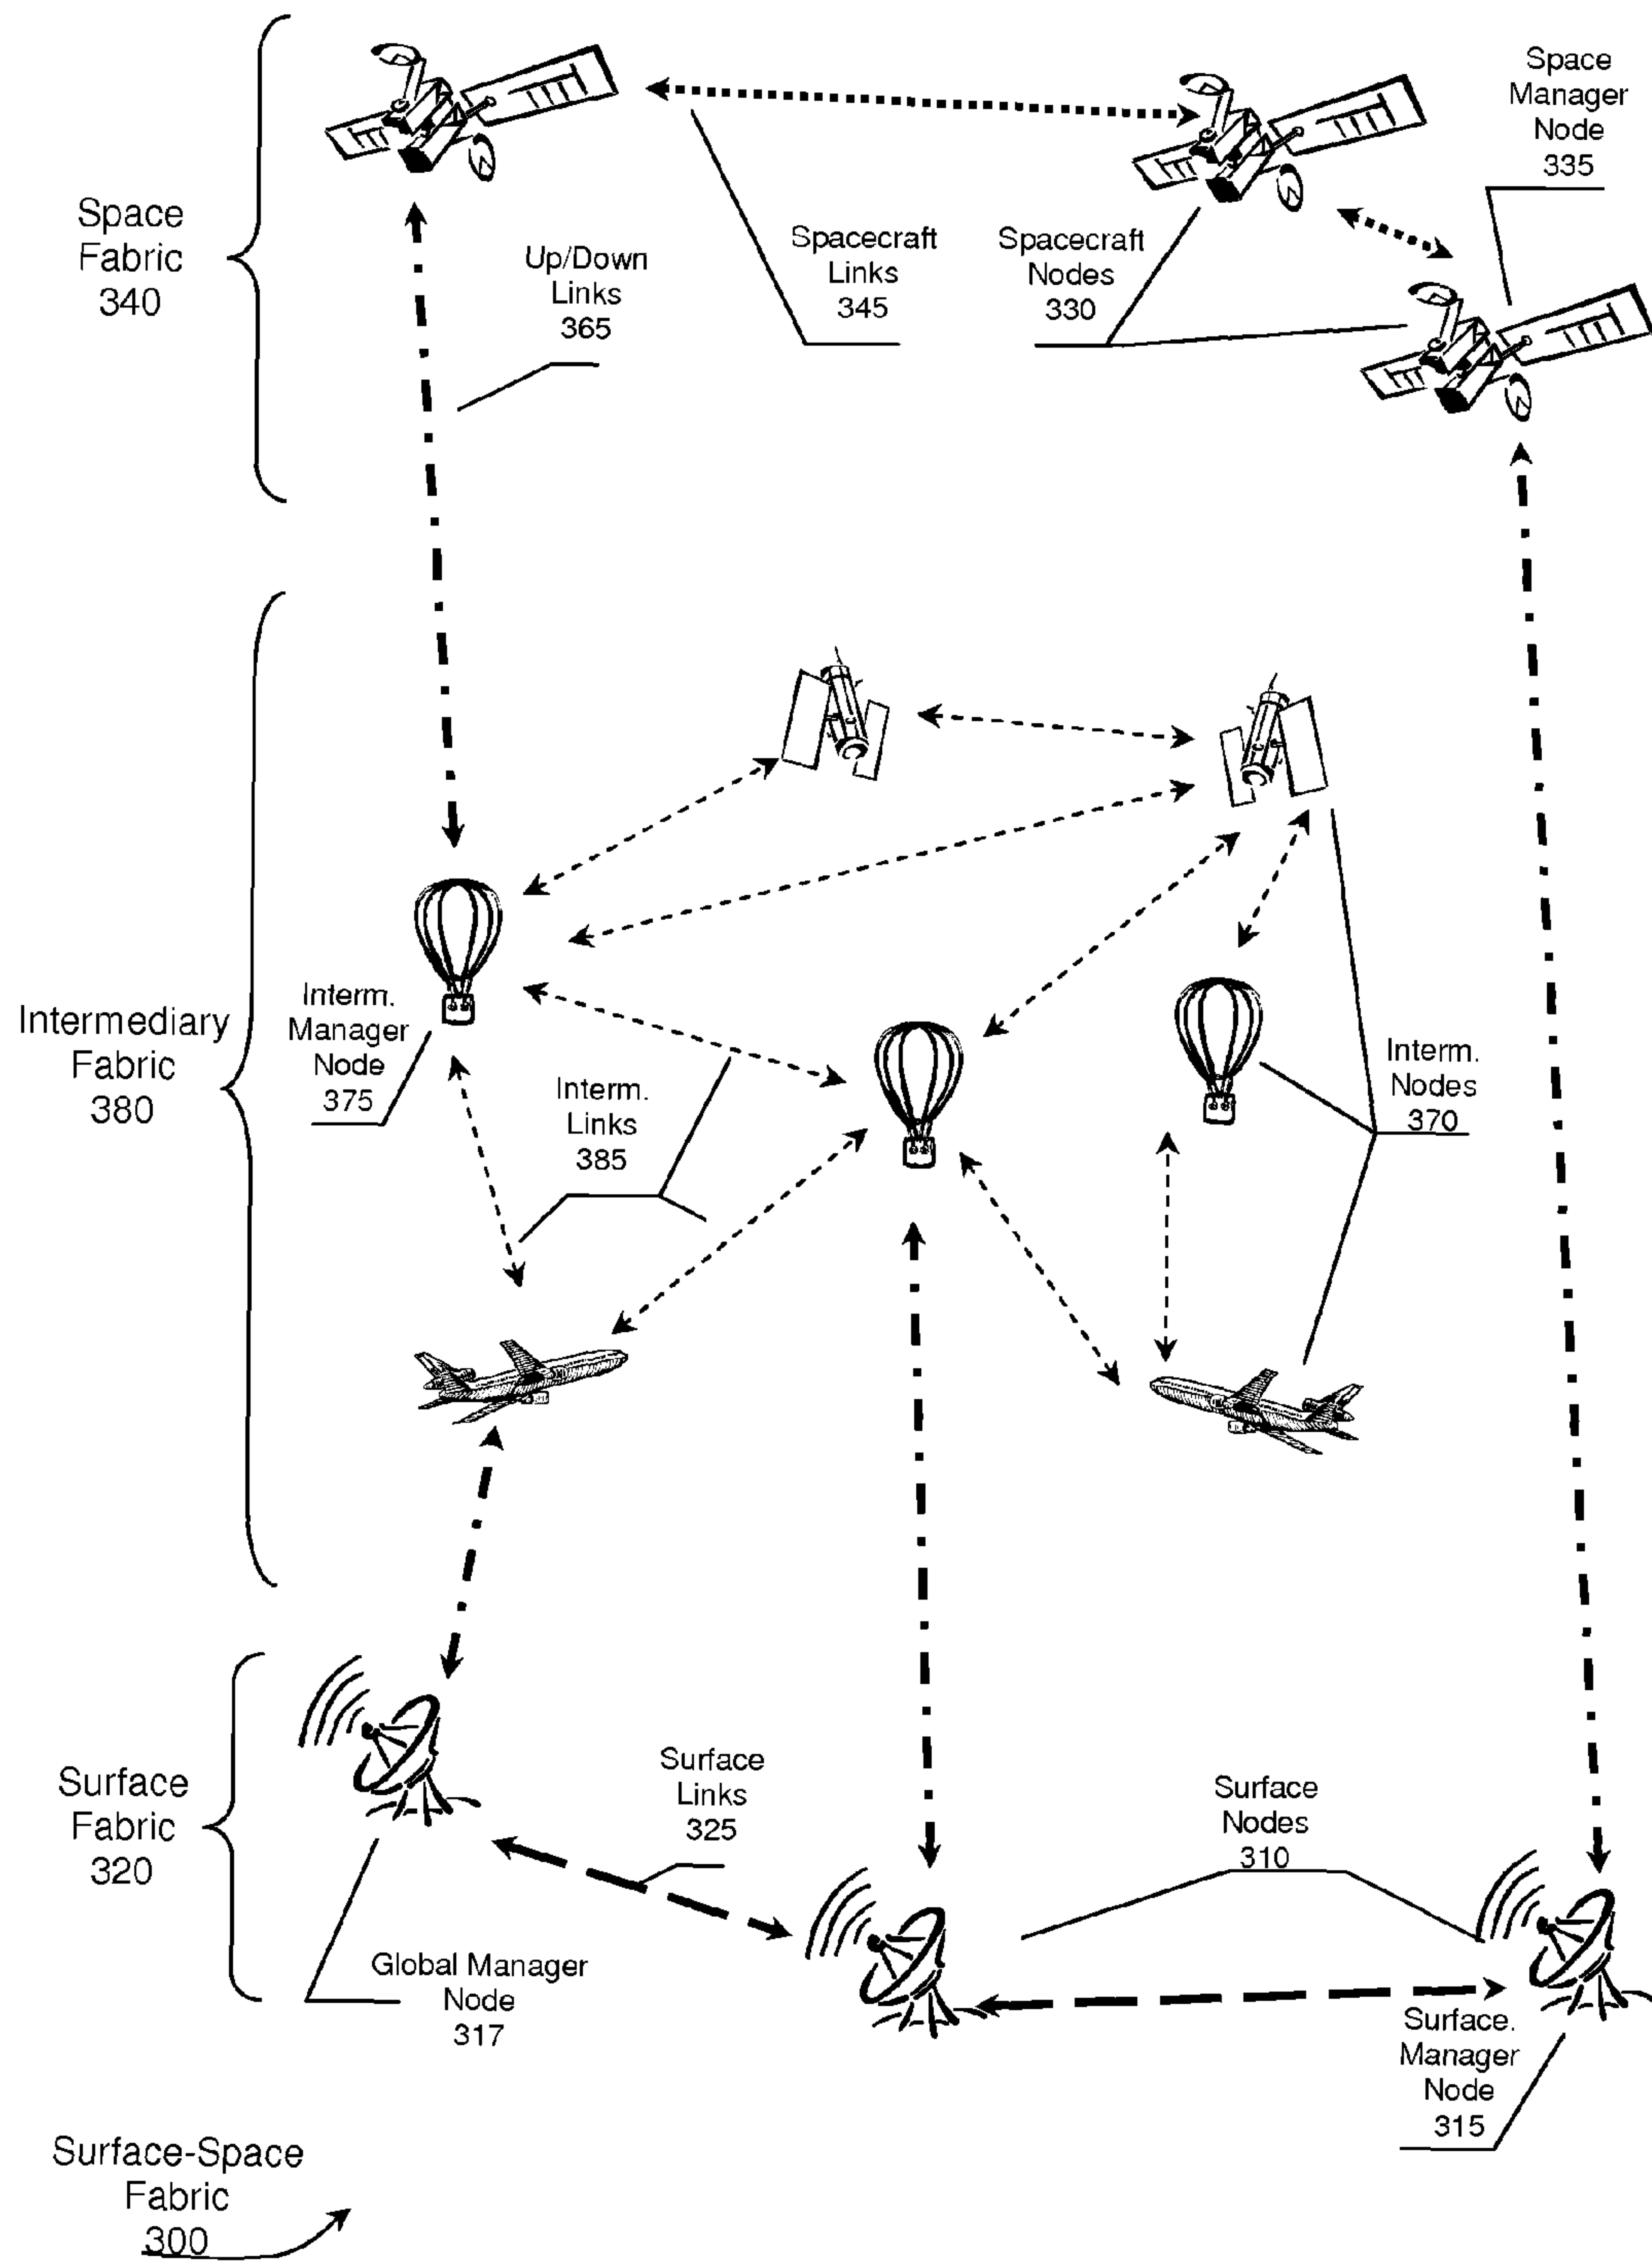 Space
Manager
Node
335
Space
Fabric
340
Up/Down
Links
365
Spacecraft
Links
345
Spacecraft
Nodes
330
Intermediary
Fabric
380
Interm.
Manager
Node
375
Interm.
Links
385
Interm.
Nodes
370
Surface
Fabric
320
Surface
Links
325
Surface
Nodes
310
Global Manager
Node
317
Surface.
Manager
Node
315
Surface-Space
Fabric
300